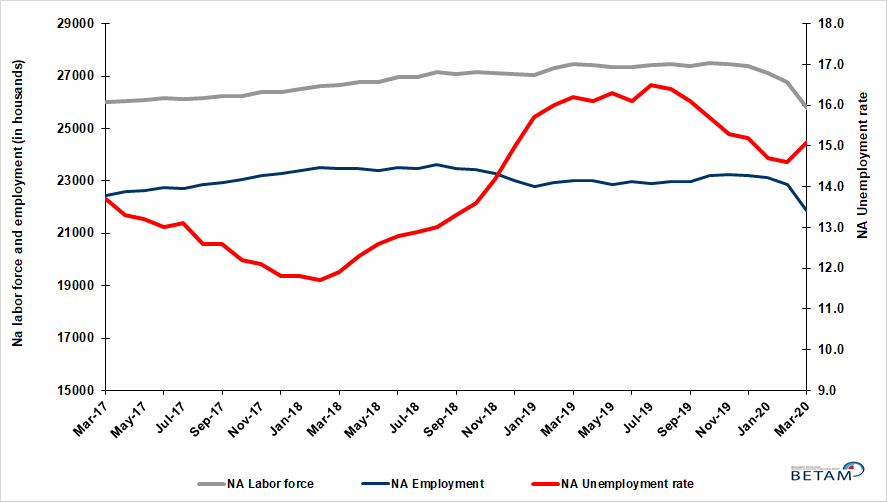 Na labor force and employment (in housands)
29000
27000
25000
23000
21000
19000
17000
15000
18.0
17.0
16.0
15.0
14.0
13.0
12.0
11.0
10.0
9.0
NA Unemployment rate
Mar-17
May-17
Jul-17
Sep-17
Nov-17
Jan-18
Mar-18
May-18
Jul-18
Sep-18
Nov-18
Jan-19
Mar-19
May-19
Jul-19
Sep-19
Nov-19
Jan-20
Mar-20
NA Labor force
NA Employment
NA Unemployment rate
BETAM